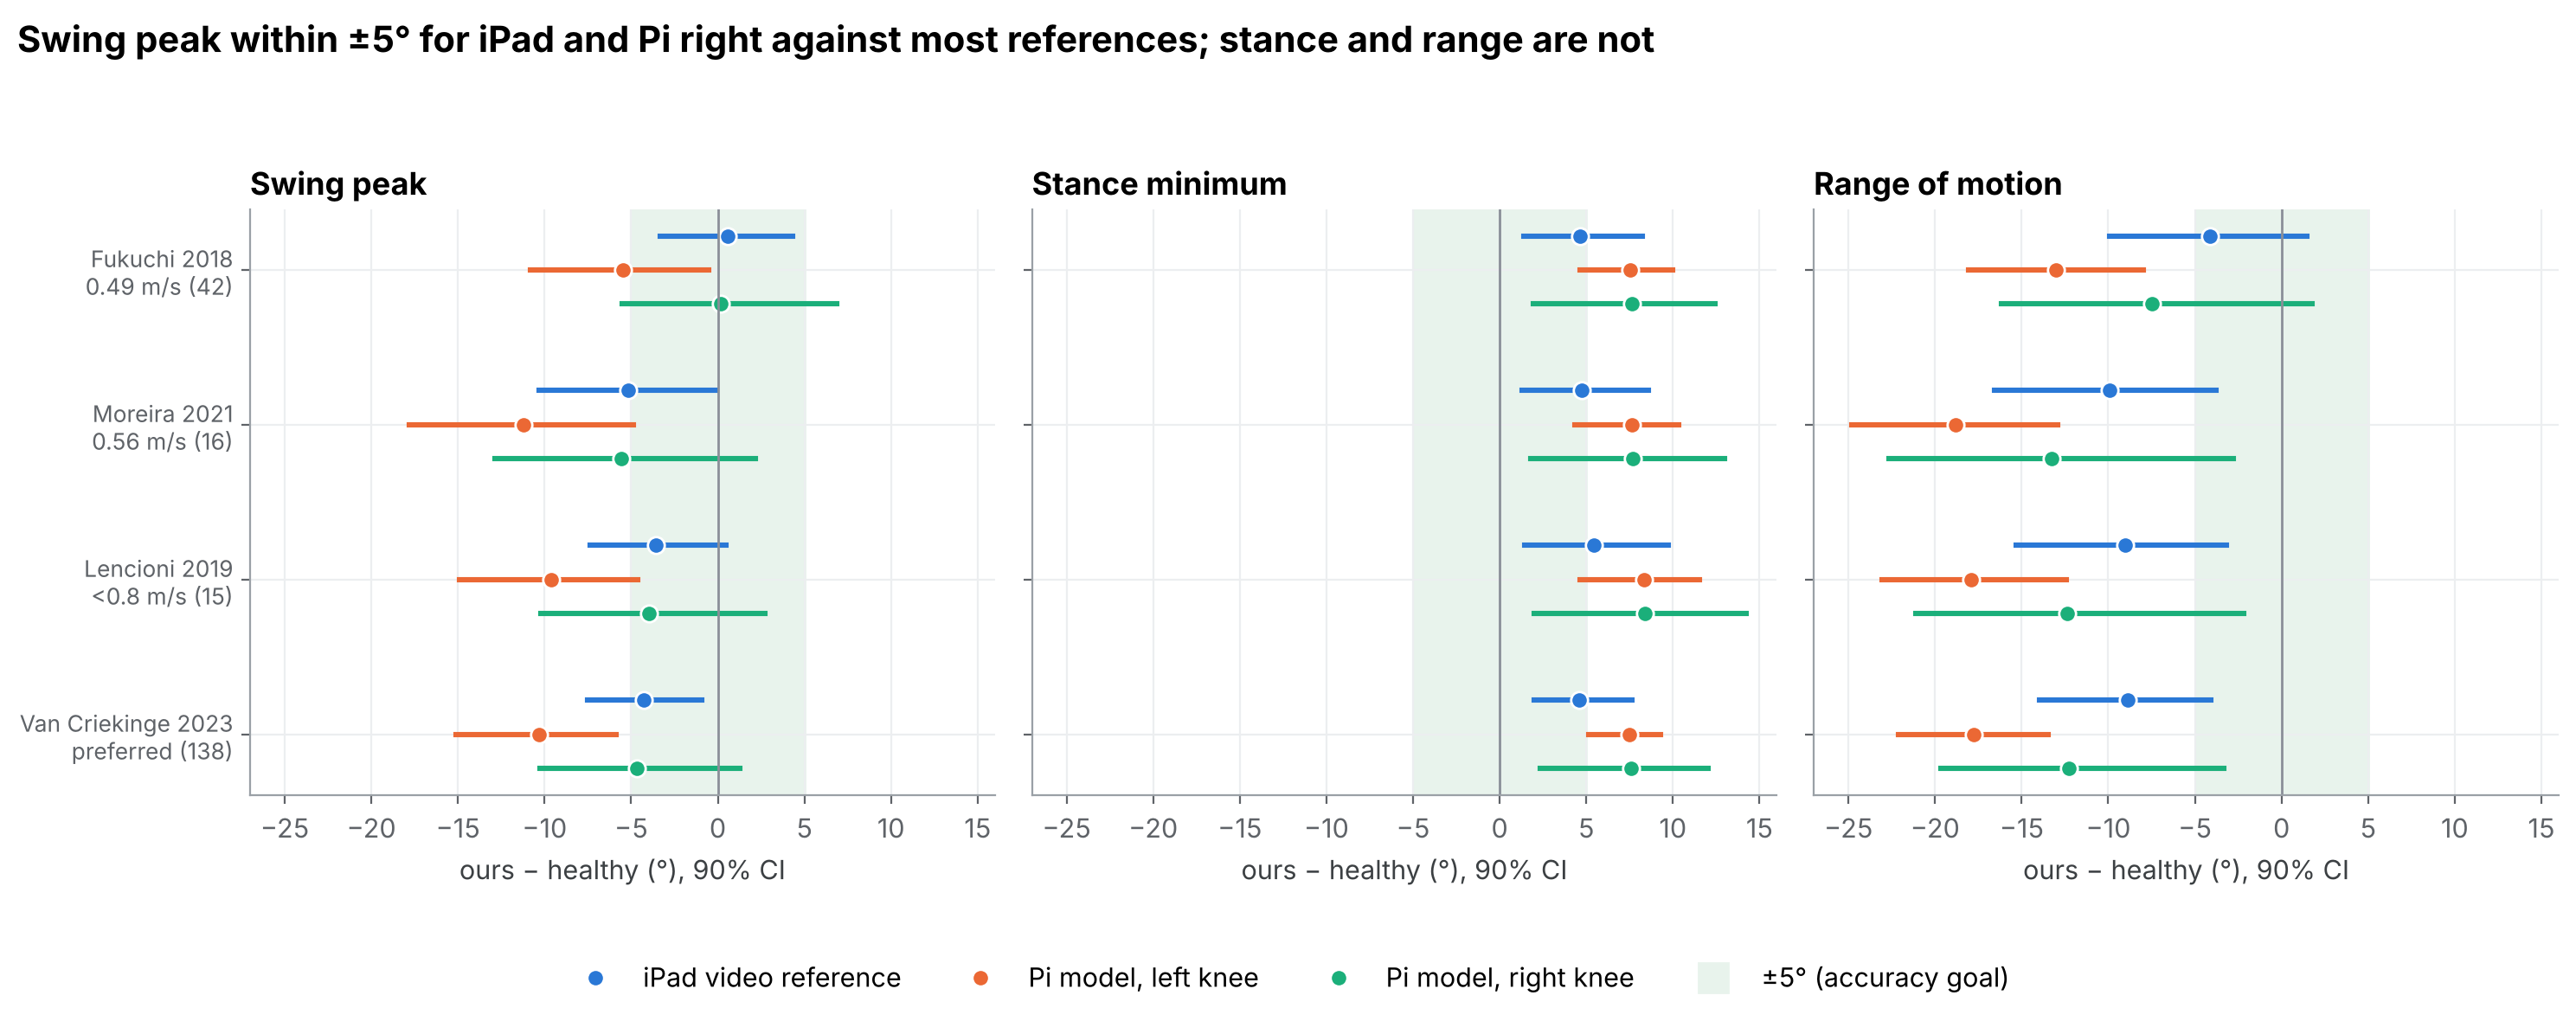 Swing peak within ±5° for iPad and Pi right against most references; stance and range are not
Swing peak
Stance minimum
Range of motion
Fukuchi 2018
0.49 m/s (42)
Moreira 2021
0.56 m/s (16)
Lencioni 2019
<0.8 m/s (15)
Van Criekinge 2023
preferred (138)
−25 −20 −15 −10 −5 0 5 10 15
−25 −20 −15 −10 −5 0 5 10 15
−25 −20 −15 −10 −5 0 5 10 15
ours − healthy (°), 90% CI
ours − healthy (°), 90% CI
ours − healthy (°), 90% CI
iPad video reference
Pi model, left knee
Pi model, right knee
±5° (accuracy goal)